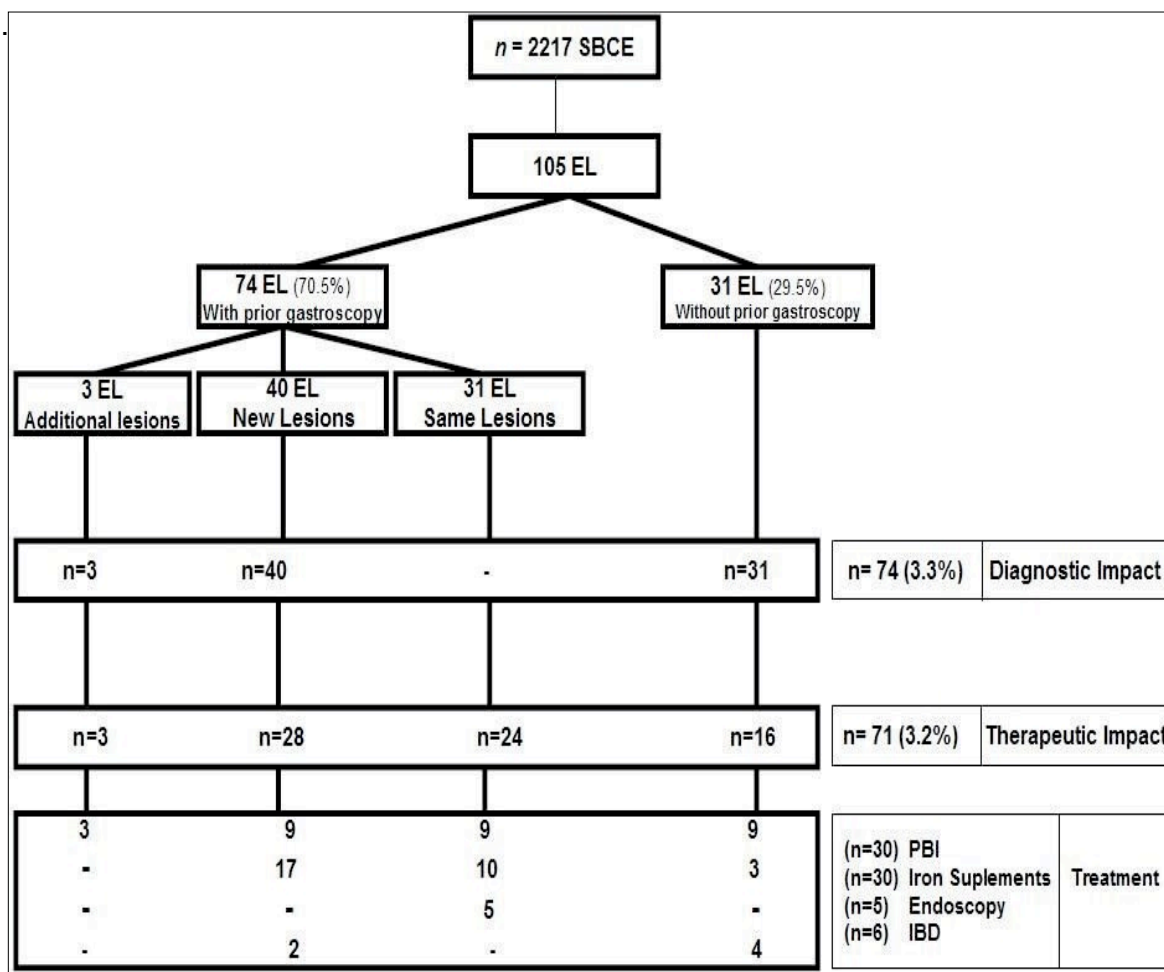 n = 2217 SBCE
105 EL
74 EL (70.5%)
With prior gastroscopy
31 EL (29.5%)
Without prior gastroscopy
3 EL
Additional lesions
40 EL
New Lesions
31 EL
Same Lesions
n=3 n=40 - n=31
n= 74 (3.3%) Diagnostic Impact
n=3 n=28 n=24 n=16
n= 71 (3.2%) Therapeutic Impact
3 9 9 9
- 17 10 3
- - 5 -
- 2 - 4
(n=30) PBI
(n=30) Iron Suplements
(n=5) Endoscopy
(n=6) IBD
Treatment